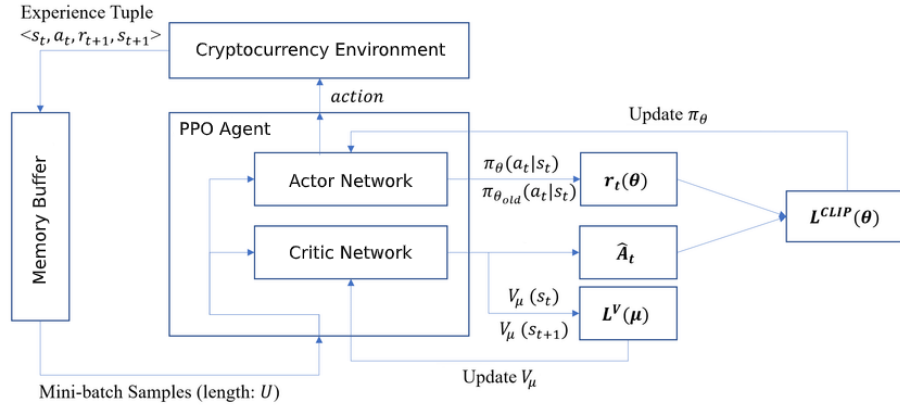 Experience Tuple
<s_t, a_t, r_{t+1}, s_{t+1}>
Cryptocurrency Environment
action
Update π_θ
PPO Agent
Memory Buffer
Actor Network
π_θ(a_t|s_t)
π_{θ_{old}}(a_t|s_t)
r_t(θ)
L^{CLIP}(θ)
Critic Network
Â_t
V_μ (s_t)
V_μ (s_{t+1})
L^V(μ)
Update V_μ
Mini-batch Samples (length: U)